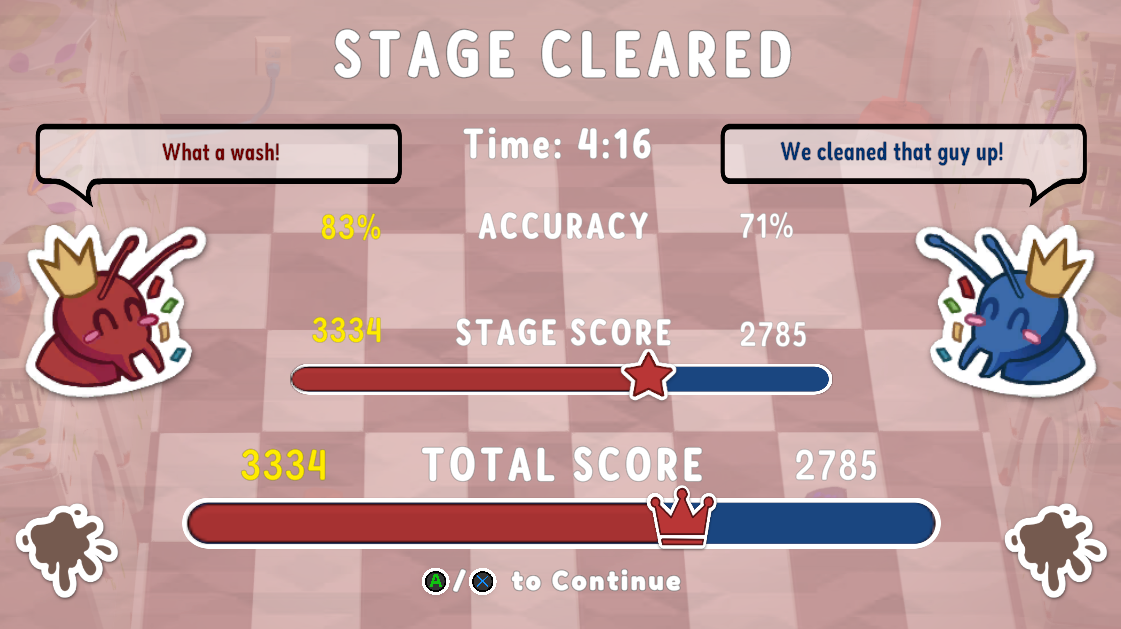 STAGE CLEARED
What a wash!
Time: 4:16
We cleaned that guy up!
83% ACCURACY 71%
3334 STAGE SCORE 2785
3334 TOTAL SCORE 2785
A/X to Continue